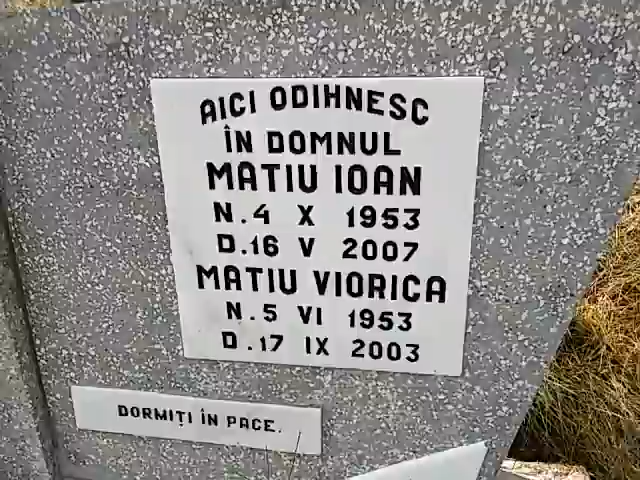 AICI ODIHNESC
ÎN DOMNUL
MATIU IOAN
N. 4 X 1953
D. 16 V 2007
MATIU VIORICA
N. 5 VI 1953
D. 17 IX 2003
DORMIȚI ÎN PACE.